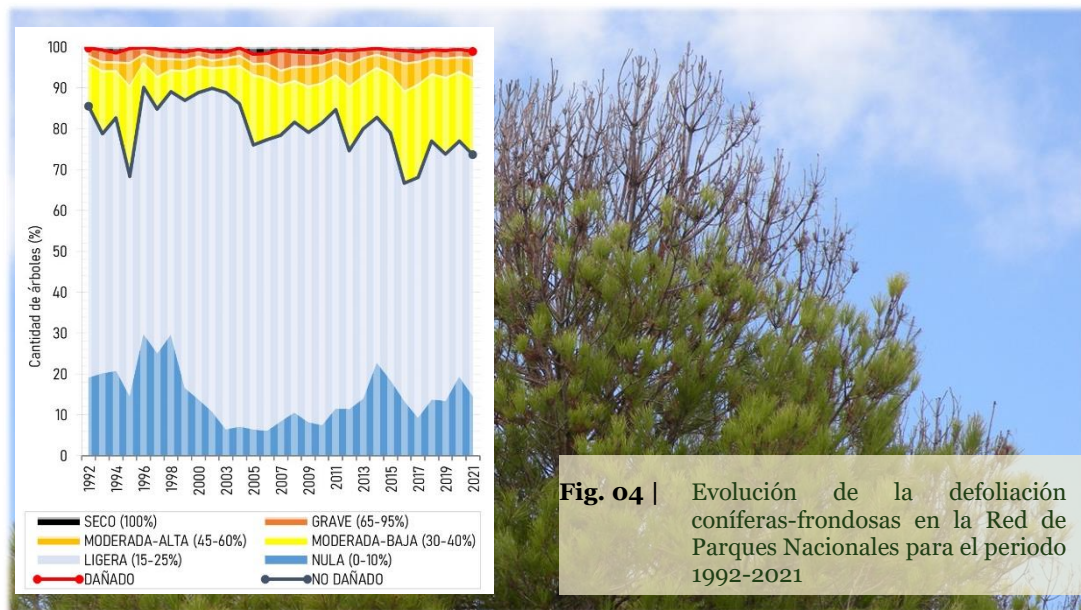 100
90
80
70
60
50
40
30
20
10
0
Cantidad de árboles (%)
1992
1994
1996
1998
2000
2003
2005
2007
2009
2011
2013
2015
2017
2019
2021
SECO (100%)
GRAVE (65-95%)
MODERADA-ALTA (45-60%)
MODERADA-BAJA (30-40%)
LIGERA (15-25%)
NULA (0-10%)
DAÑADO
NO DAÑADO
Fig. 04 | Evolución de la defoliación
coníferas-frondosas en la Red de
Parques Nacionales para el periodo
1992-2021